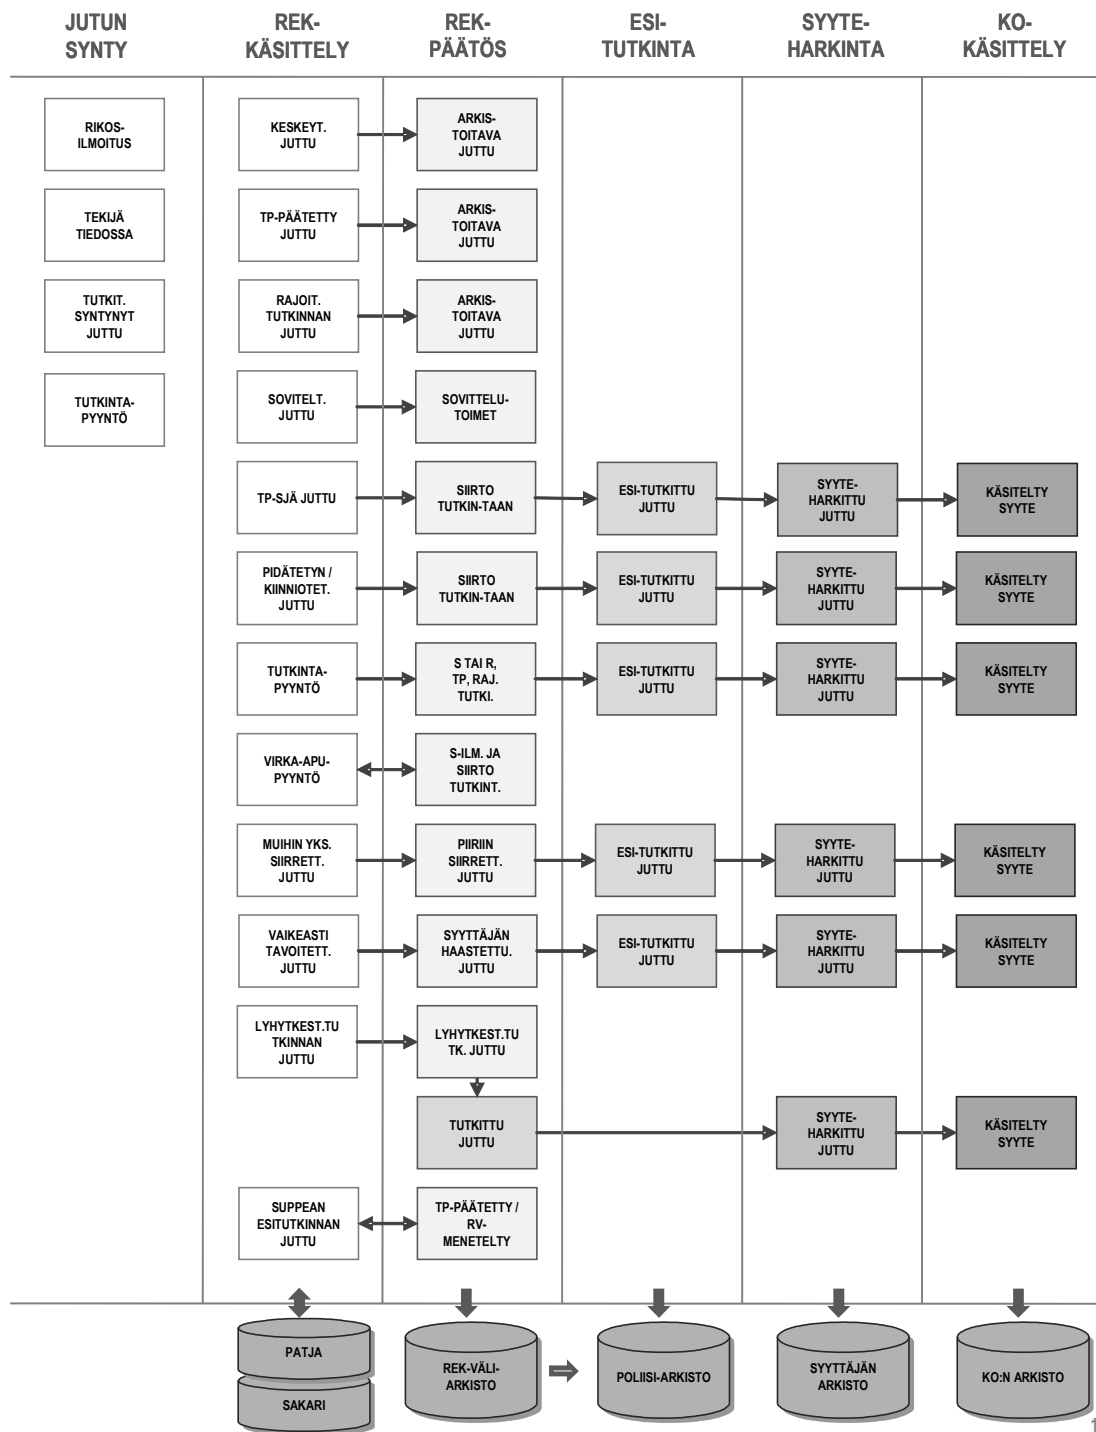 JUTUN
SYNTY
REK-
KÄSITTELY
REK-
PÄÄTÖS
ESI-
TUTKINTA
SYYTE-
HARKINTA
KO-
KÄSITTELY
RIKOS-
ILMOITUS
KESKEYT.
JUTTU
ARKIS-
TOITAVA
JUTTU
TEKIJÄ
TIEDOSSA
TP-PÄÄTETTY
JUTTU
ARKIS-
TOITAVA
JUTTU
TUTKIT.
SYNTYNYT
JUTTU
RAJOIT.
TUTKINNAN
JUTTU
ARKIS-
TOITAVA
JUTTU
TUTKINTA-
PYYNTÖ
SOVITELT.
JUTTU
SOVITTELU-
TOIMET
TP-SJÄ JUTTU
SIIRTO
TUTKIN-TAAN
ESI-TUTKITTU
JUTTU
SYYTE-
HARKITTU
JUTTU
KÄSITELTY
SYYTE
PIDÄTETYN /
KIINNIOTET.
JUTTU
SIIRTO
TUTKIN-TAAN
ESI-TUTKITTU
JUTTU
SYYTE-
HARKITTU
JUTTU
KÄSITELTY
SYYTE
TUTKINTA-
PYYNTÖ
S TAI R,
TP, RAJ.
TUTKI.
ESI-TUTKITTU
JUTTU
SYYTE-
HARKITTU
JUTTU
KÄSITELTY
SYYTE
VIRKA-APU-
PYYNTÖ
S-ILM. JA
SIIRTO
TUTKINT.
MUIHIN YKS.
SIIRRETT.
JUTTU
PIIRIIN
SIIRRETT.
JUTTU
ESI-TUTKITTU
JUTTU
SYYTE-
HARKITTU
JUTTU
KÄSITELTY
SYYTE
VAIKEASTI
TAVOITETT.
JUTTU
SYYTTÄJÄN
HAASTETTU.
JUTTU
ESI-TUTKITTU
JUTTU
SYYTE-
HARKITTU
JUTTU
KÄSITELTY
SYYTE
LYHYTKEST.TU
TKINNAN
JUTTU
LYHYTKEST.TU
TK. JUTTU
TUTKITTU
JUTTU
SYYTE-
HARKITTU
JUTTU
KÄSITELTY
SYYTE
SUPPEAN
ESITUTKINNAN
JUTTU
TP-PÄÄTETTY /
RV-
MENETELTY
PATJA
SAKARI
REK-VÄLI-
ARKISTO
POLIISI-ARKISTO
SYYTTÄJÄN
ARKISTO
KO:N ARKISTO
1